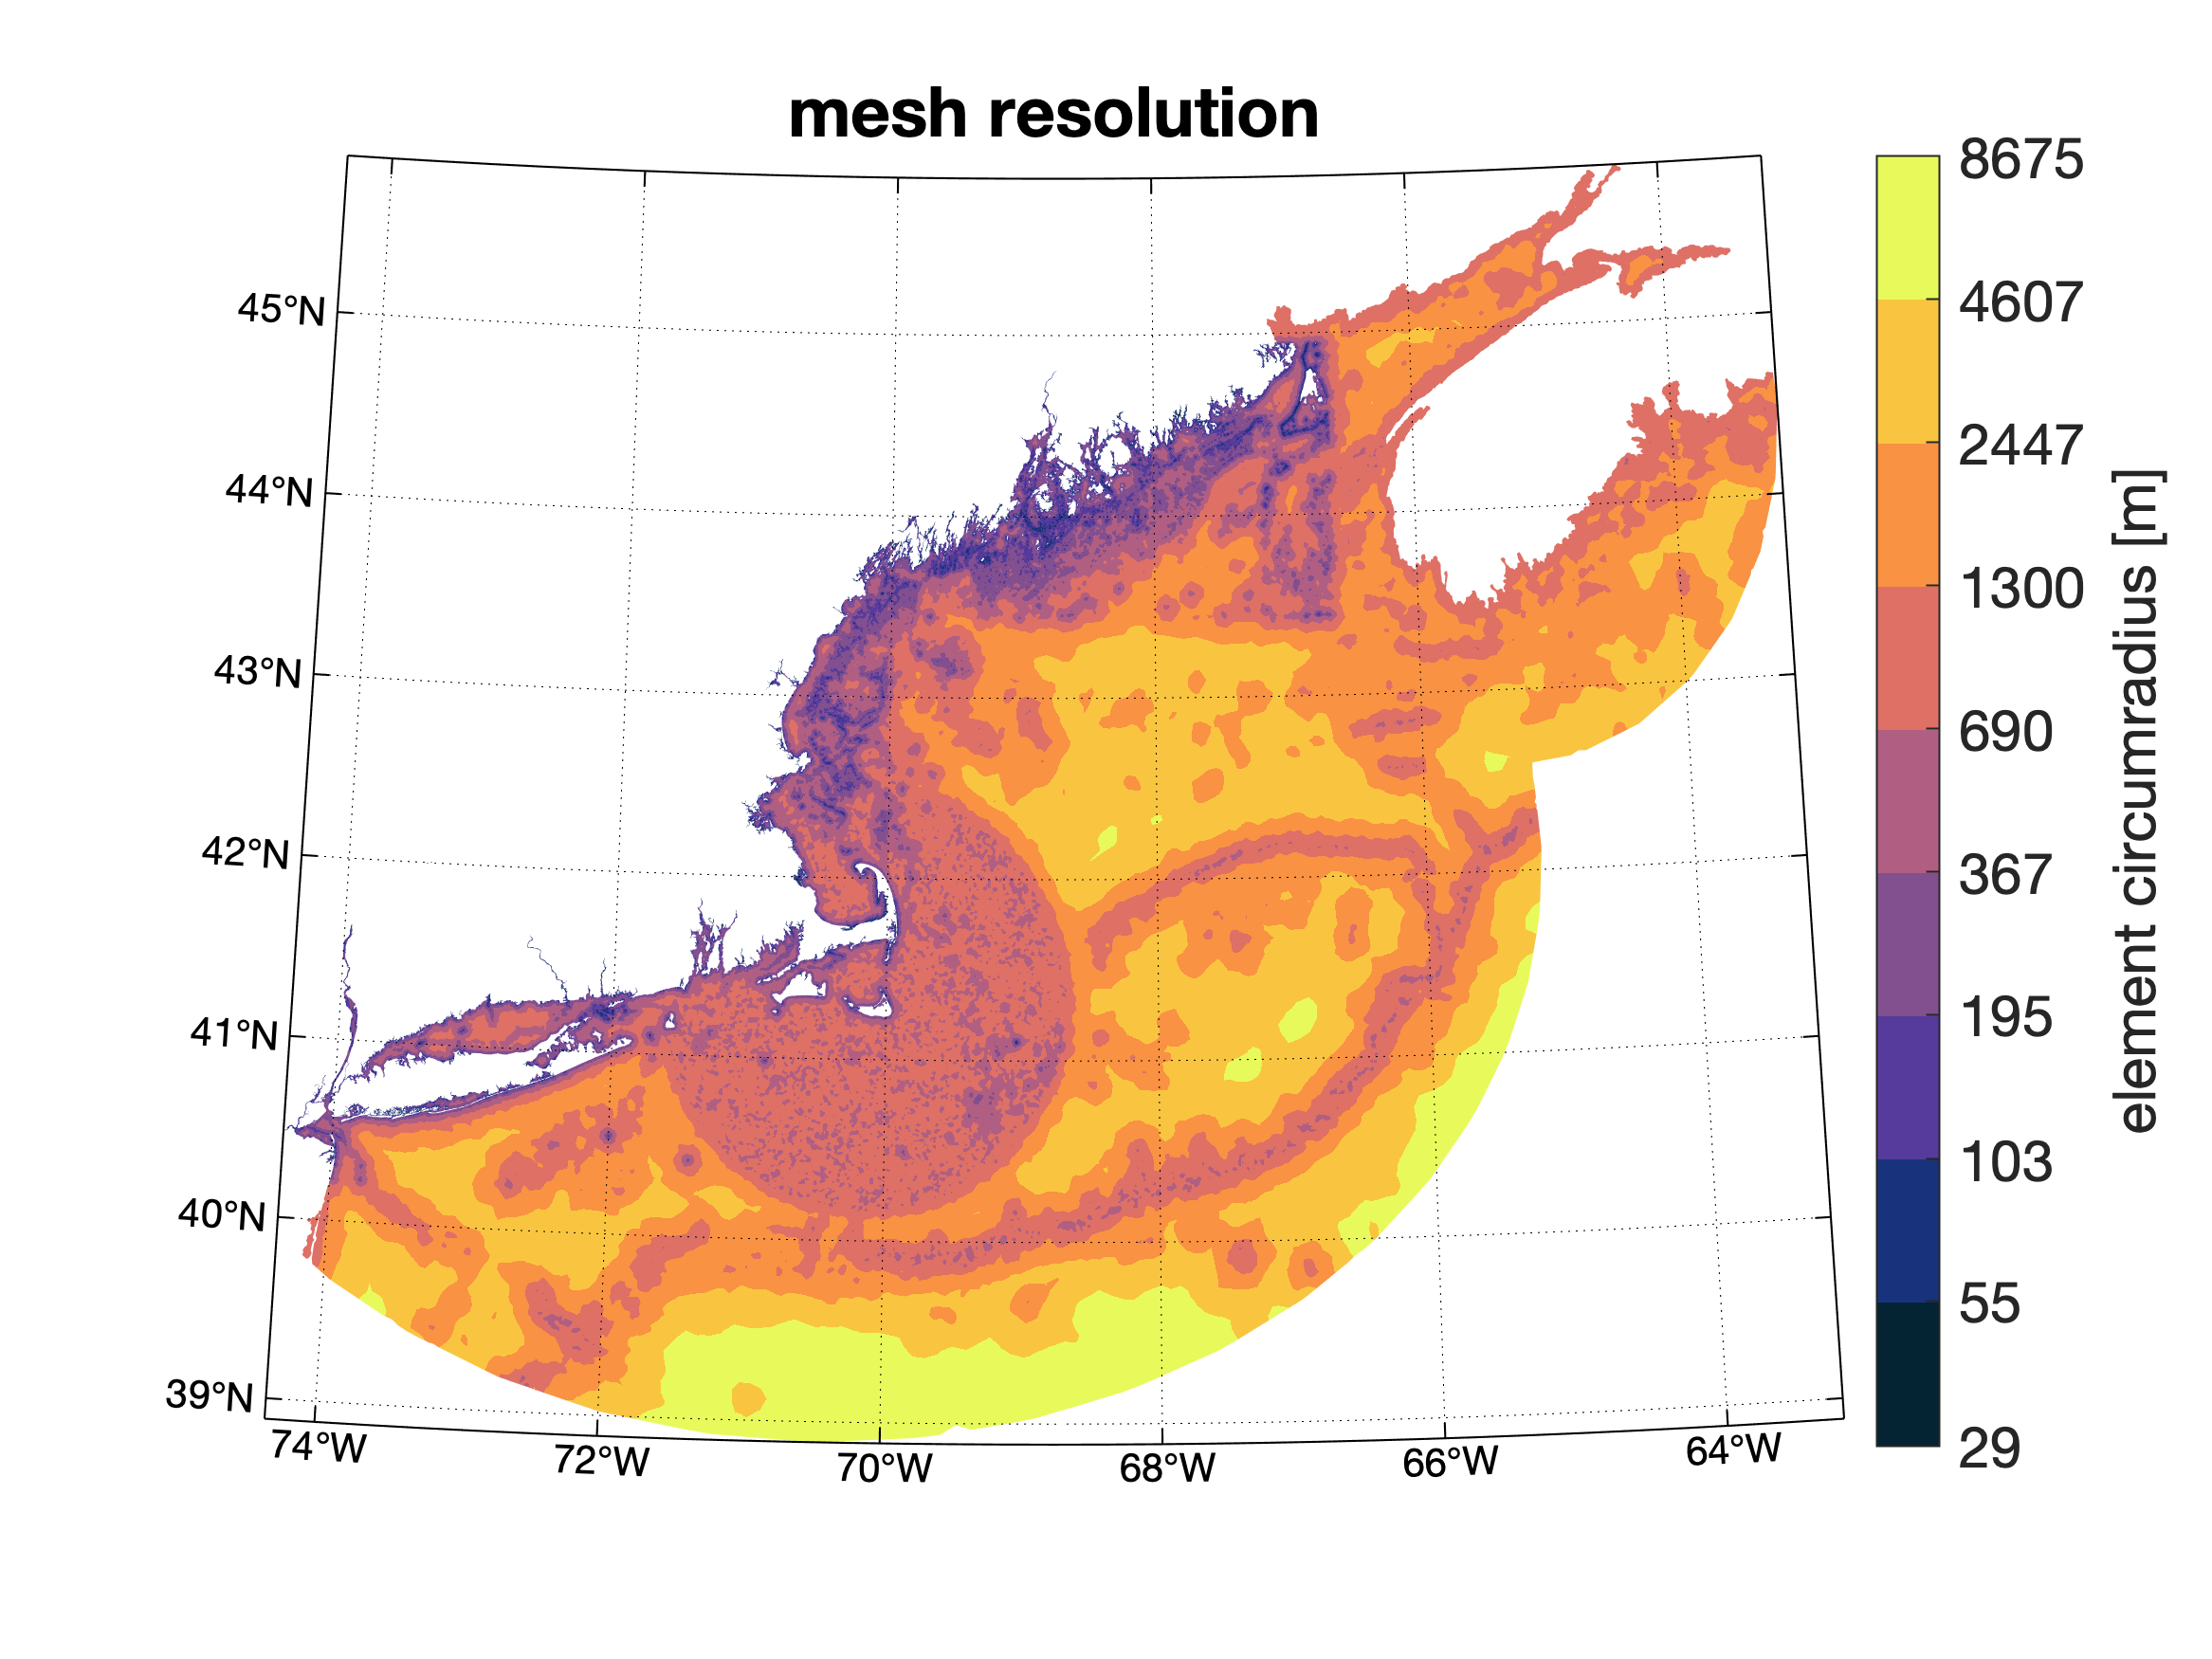 mesh resolution
45°N
44°N
43°N
42°N
41°N
40°N
39°N
74°W
72°W
70°W
68°W
66°W
64°W
8675
4607
2447
1300
690
367
195
103
55
29
element circumradius [m]